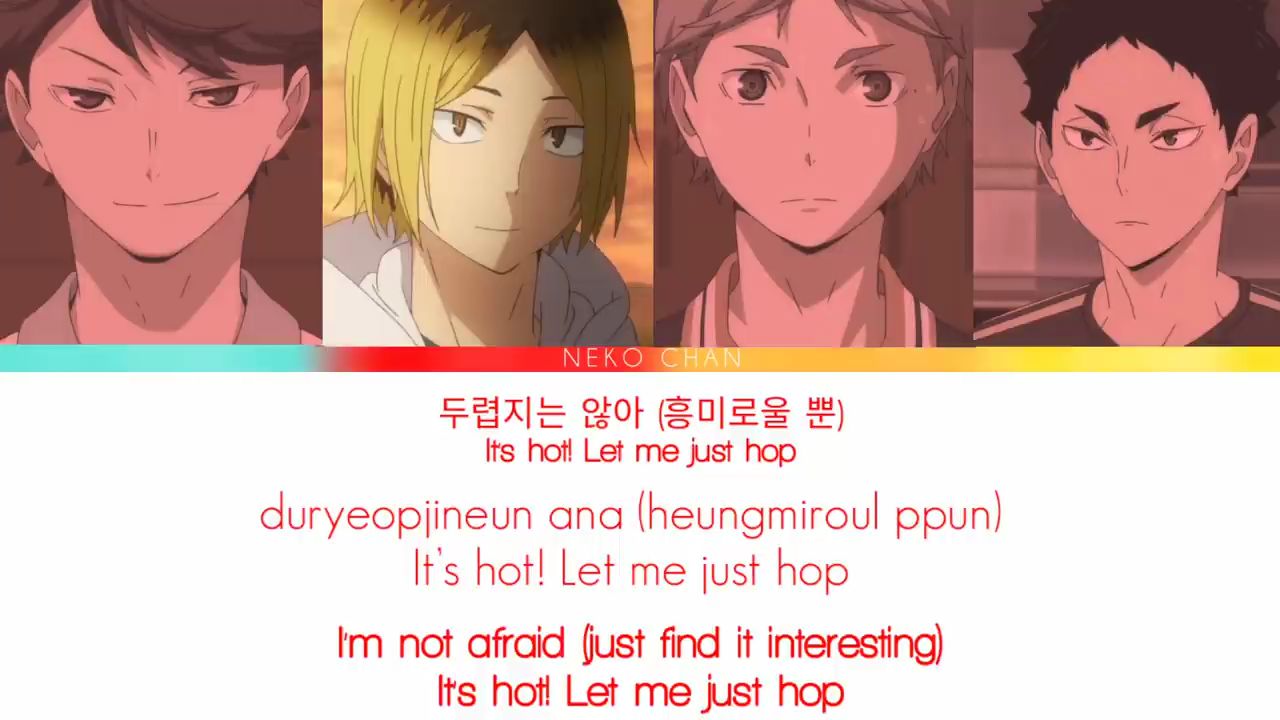 NEKO CHAN
두렵지는 않아 (흥미로울 뿐)
It's hot! Let me just hop
duryeopjineun ana (heungmiroul ppun)
It's hot! Let me just hop
I'm not afraid (just find it interesting)
It's hot! Let me just hop